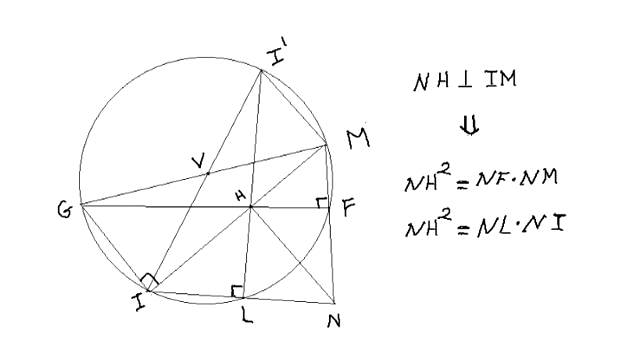 I'
NH ⊥ IM
⇓
M
V
NH² = NF·NM
H
G
F
NH² = NL·NI
I
L
N